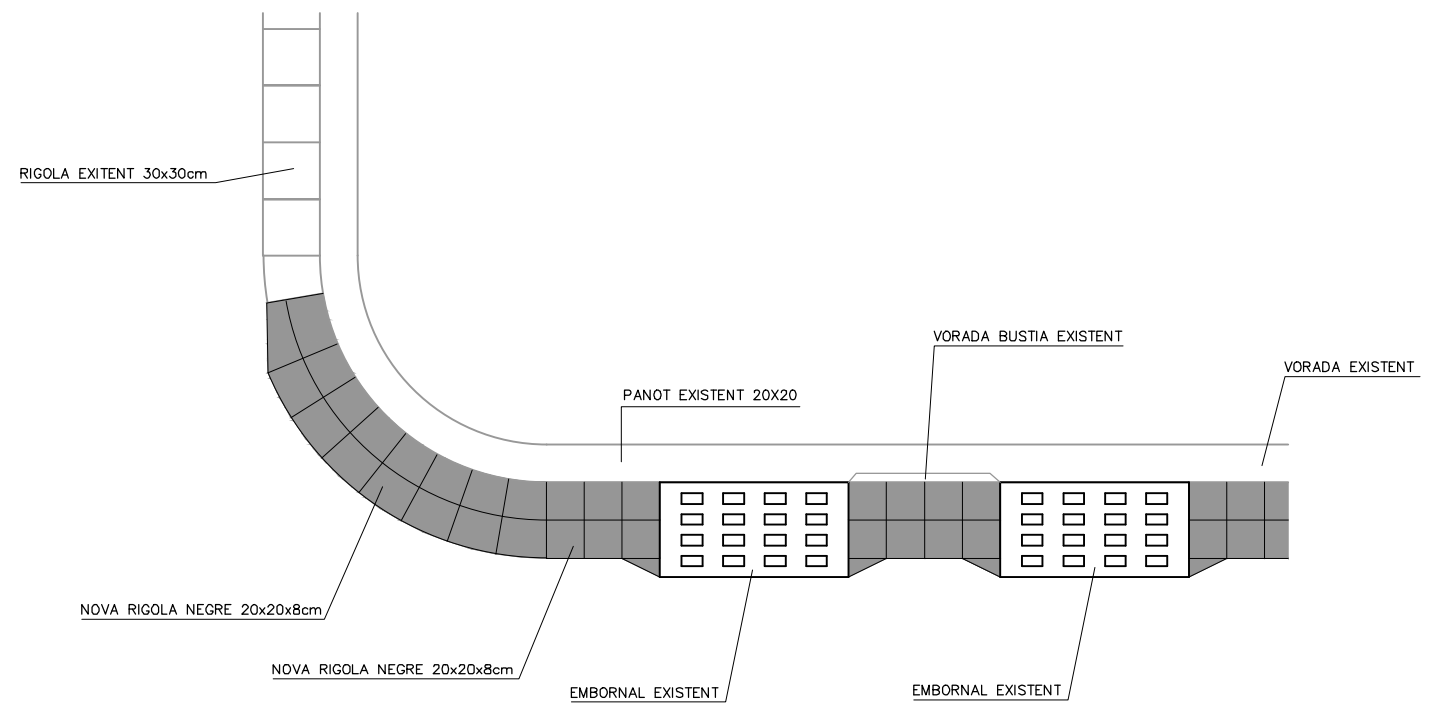 RIGOLA EXITENT 30x30cm
VORADA BUSTIA EXISTENT
VORADA EXISTENT
PANOT EXISTENT 20X20
NOVA RIGOLA NEGRE 20x20x8cm
NOVA RIGOLA NEGRE 20x20x8cm
EMBORNAL EXISTENT
EMBORNAL EXISTENT